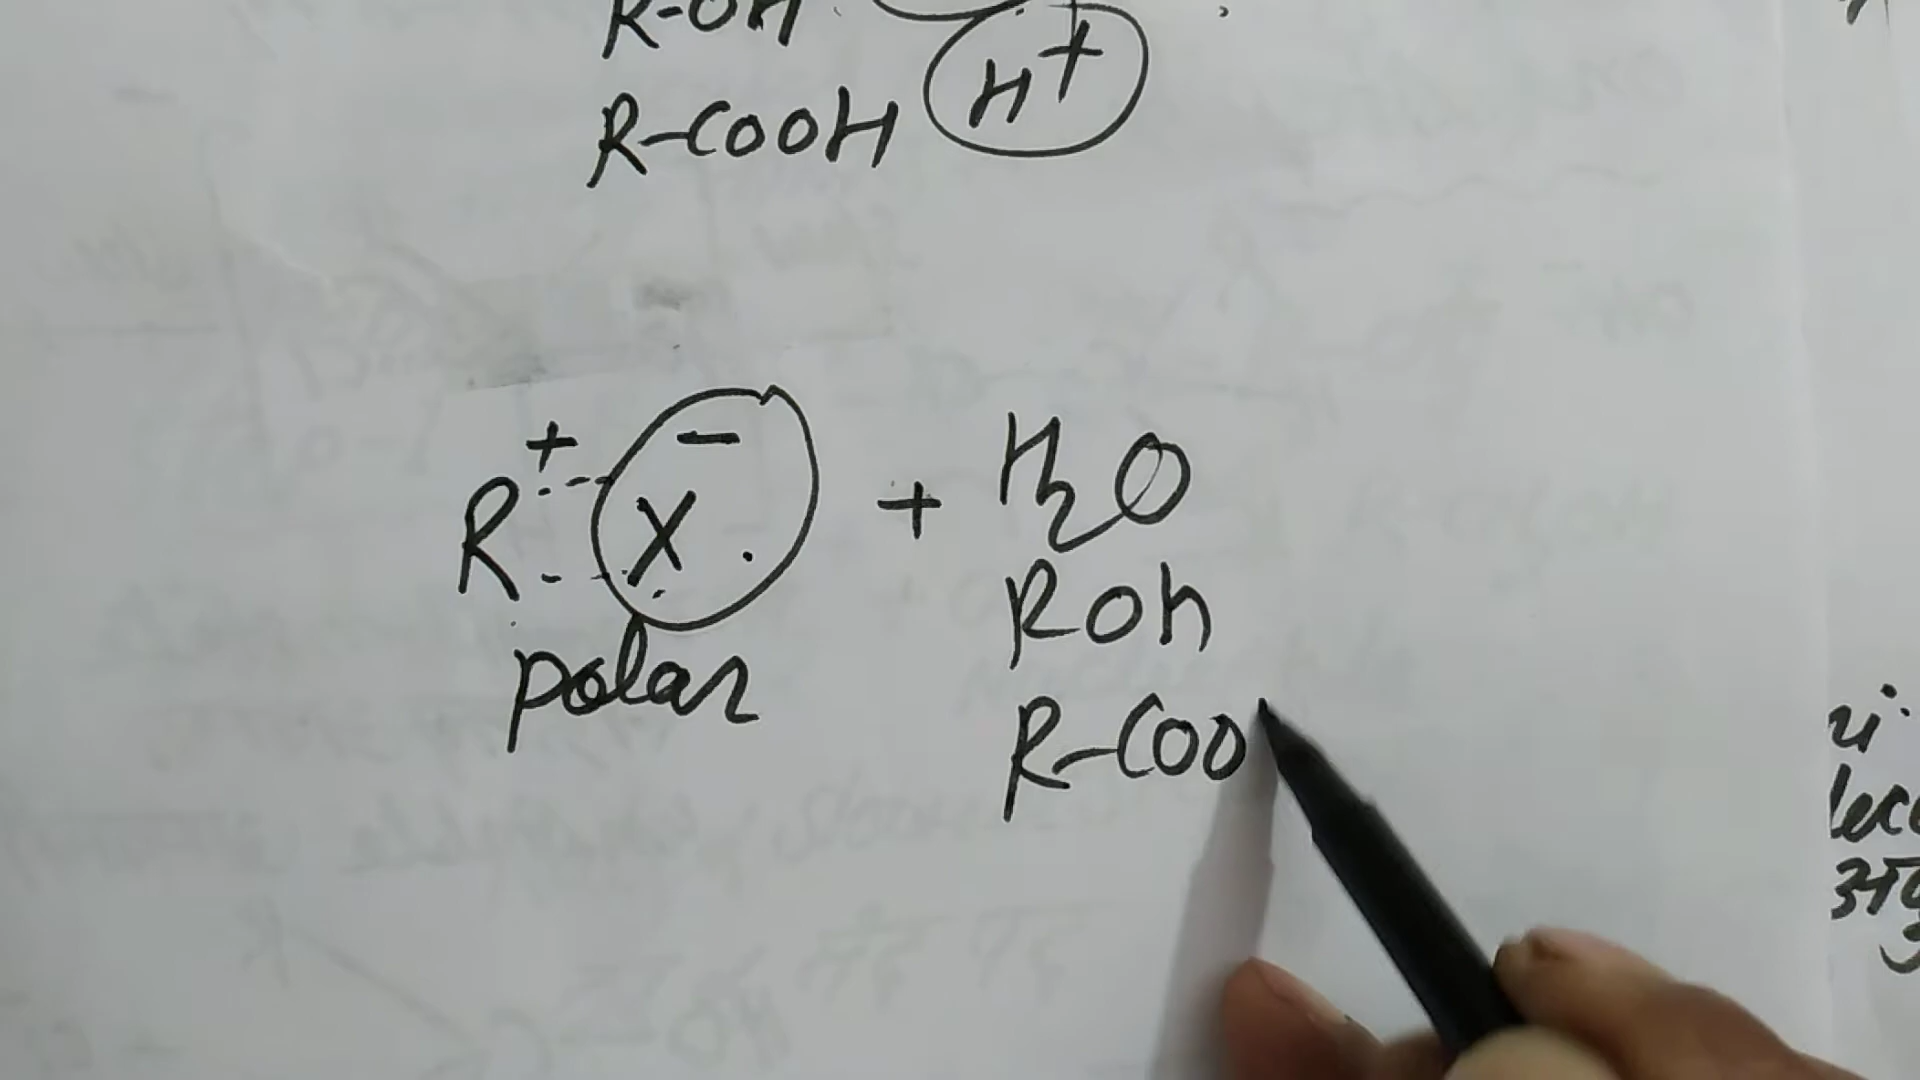 R-OH
H+
R-COOH
+ -
R X + H2O
Roh
polar
R-COO